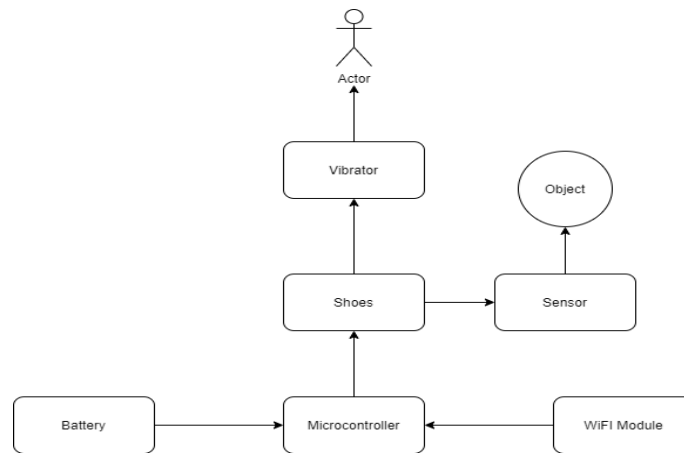 Actor
Vibrator
Object
Shoes
Sensor
Battery
Microcontroller
WiFI Module